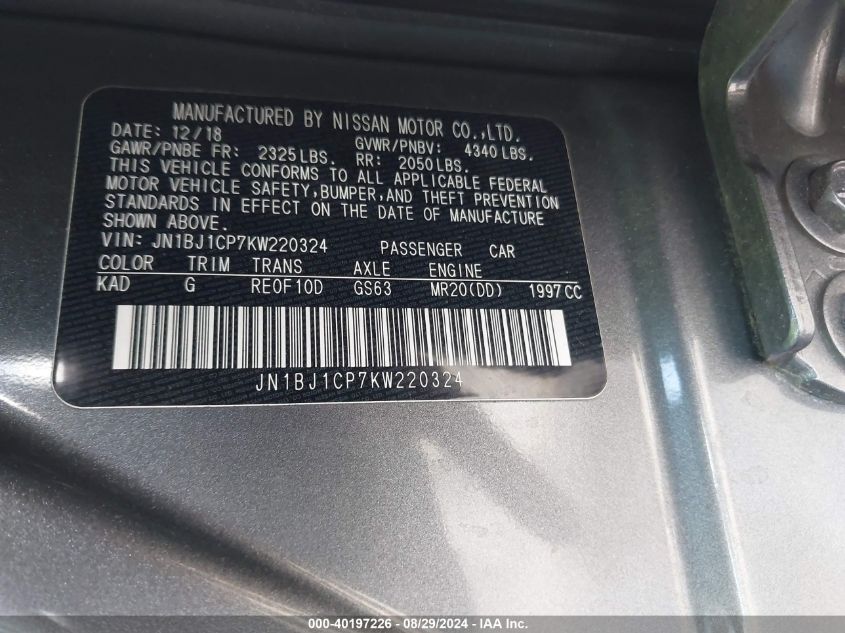 MANUFACTURED BY NISSAN MOTOR CO.,LTD.
DATE: 12/18 GVWR/PNBV: 4340 LBS.
GAWR/PNBE FR: 2325 LBS. RR: 2050 LBS.
THIS VEHICLE CONFORMS TO ALL APPLICABLE FEDERAL
MOTOR VEHICLE SAFETY, BUMPER, AND THEFT PREVENTION
STANDARDS IN EFFECT ON THE DATE OF MANUFACTURE
SHOWN ABOVE.
VIN: JN1BJ1CP7KW220324 PASSENGER CAR
COLOR TRIM TRANS AXLE ENGINE
KAD G RE0F10D GS63 MR20(DD) 1997 CC
JN1BJ1CP7KW220324
000-40197226 - 08/29/2024 - IAA Inc.